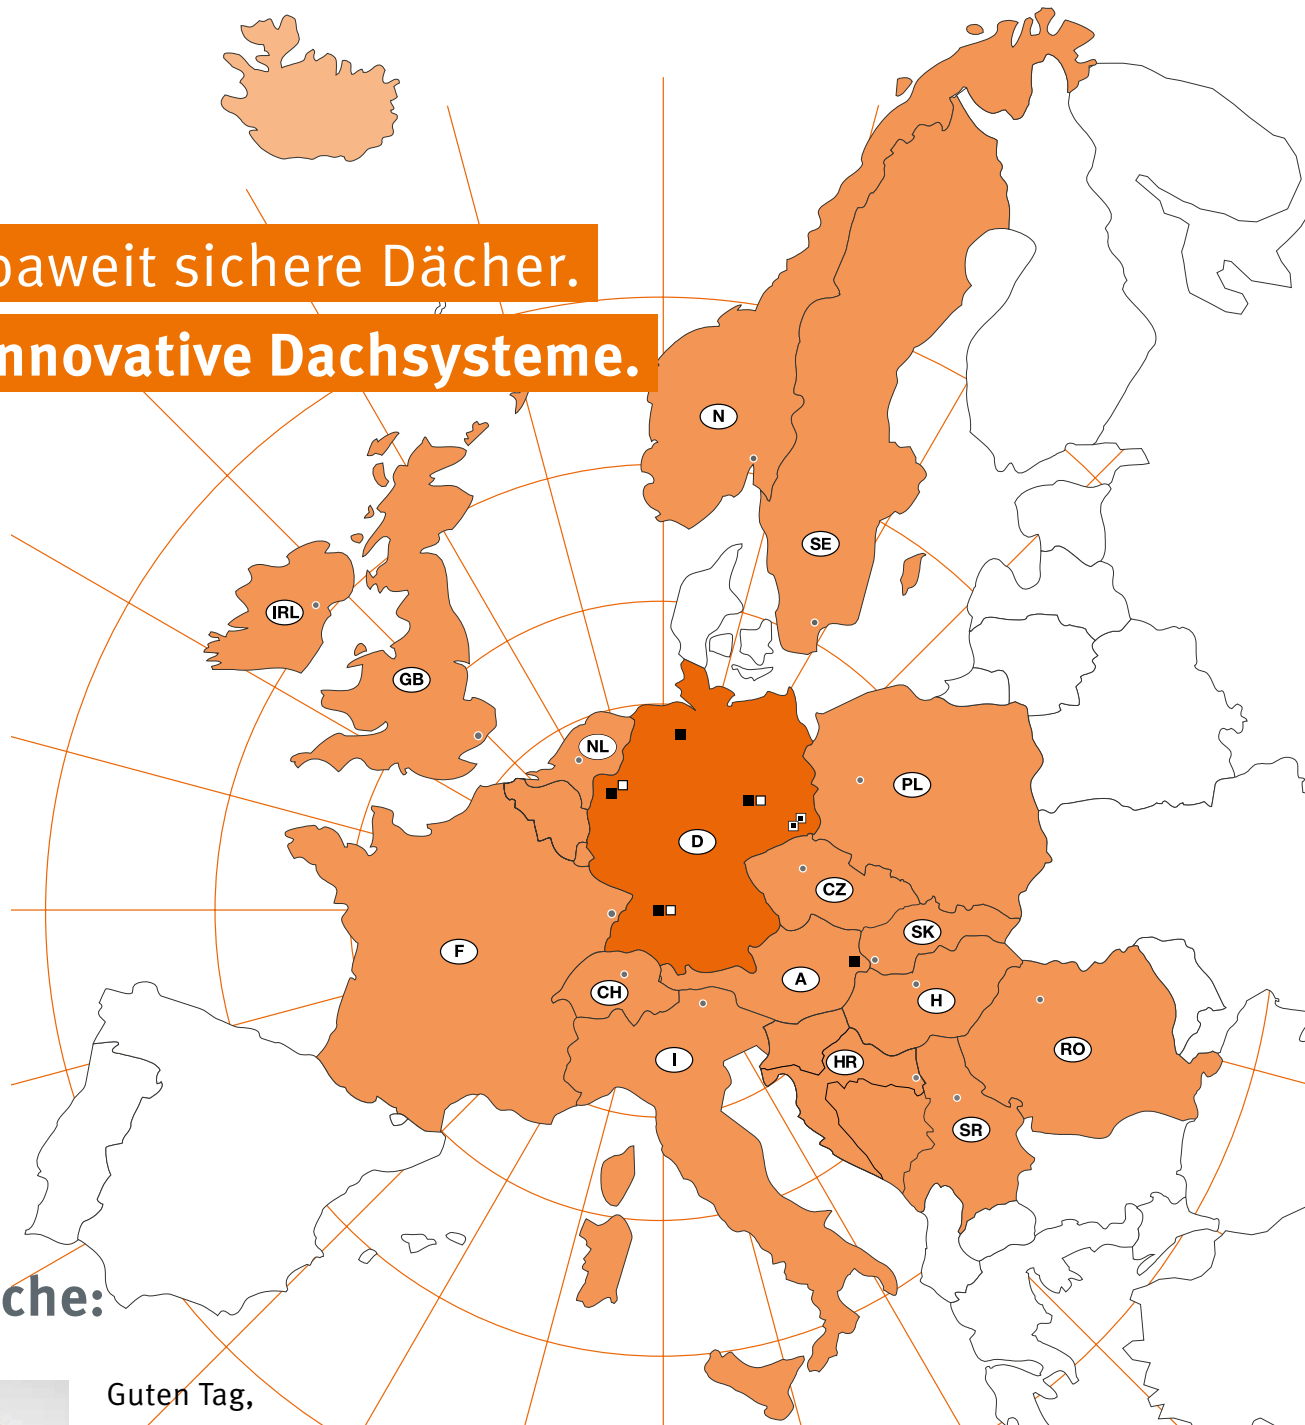 paweit sichere Dächer.
nnovative Dachsysteme.
N
SE
IRL
GB
NL
PL
D
CZ
SK
F
A
CH
H
RO
I
HR
SR
che:
Guten Tag,